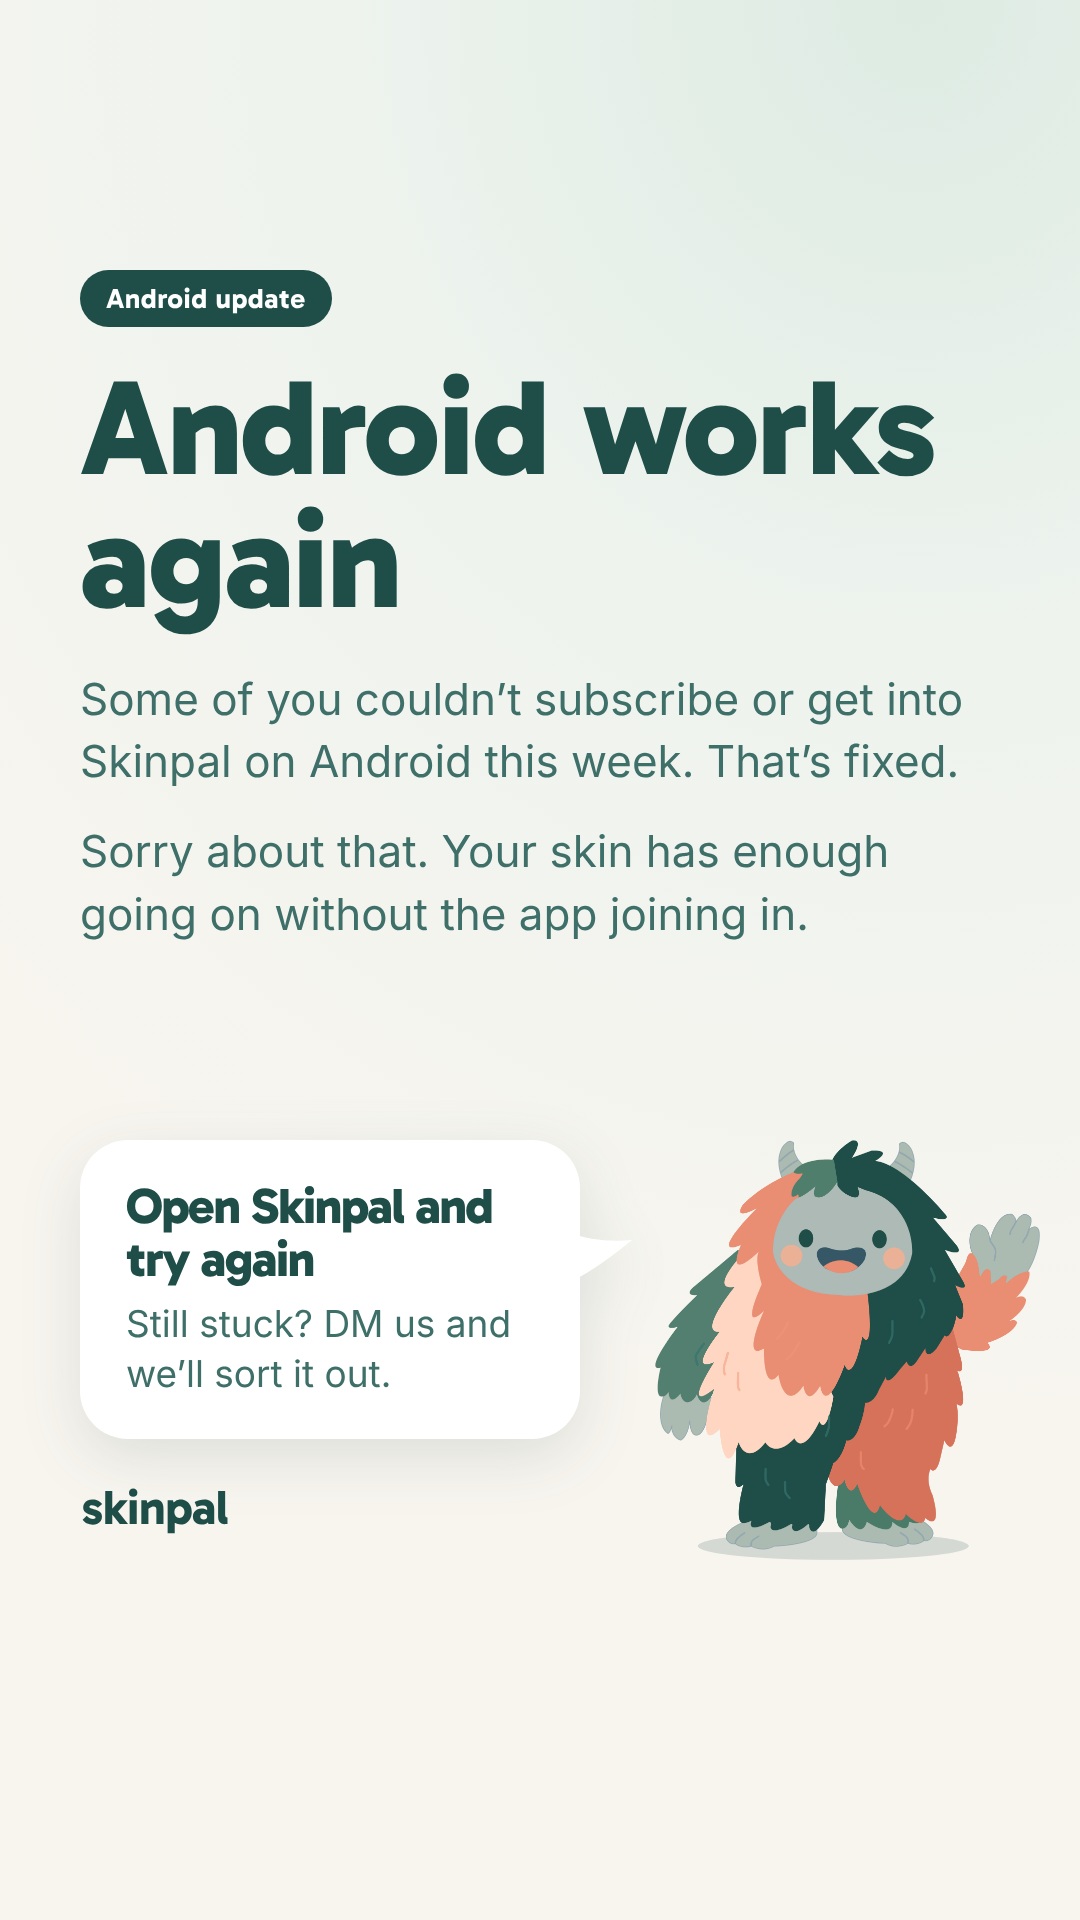 Android update
Android works
again
Some of you couldn’t subscribe or get into
Skinpal on Android this week. That’s fixed.
Sorry about that. Your skin has enough
going on without the app joining in.
Open Skinpal and
try again
Still stuck? DM us and
we’ll sort it out.
skinpal